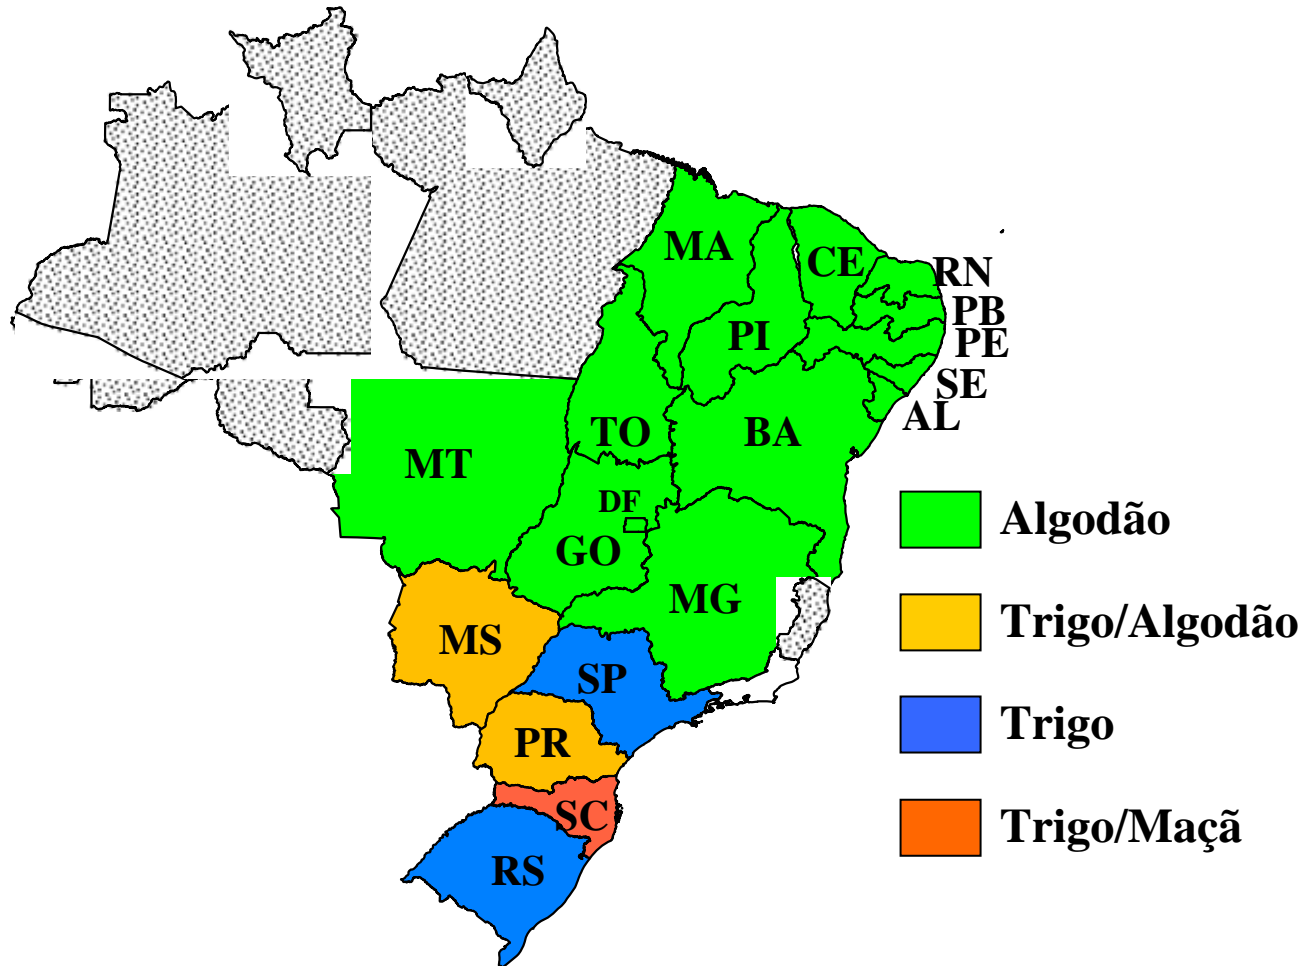 MA
CE
RN
PB
PI
PE
SE
AL
TO
BA
MT
DF
Algodão
GO
MG
Trigo/Algodão
MS
SP
Trigo
PR
SC
Trigo/Maçã
RS